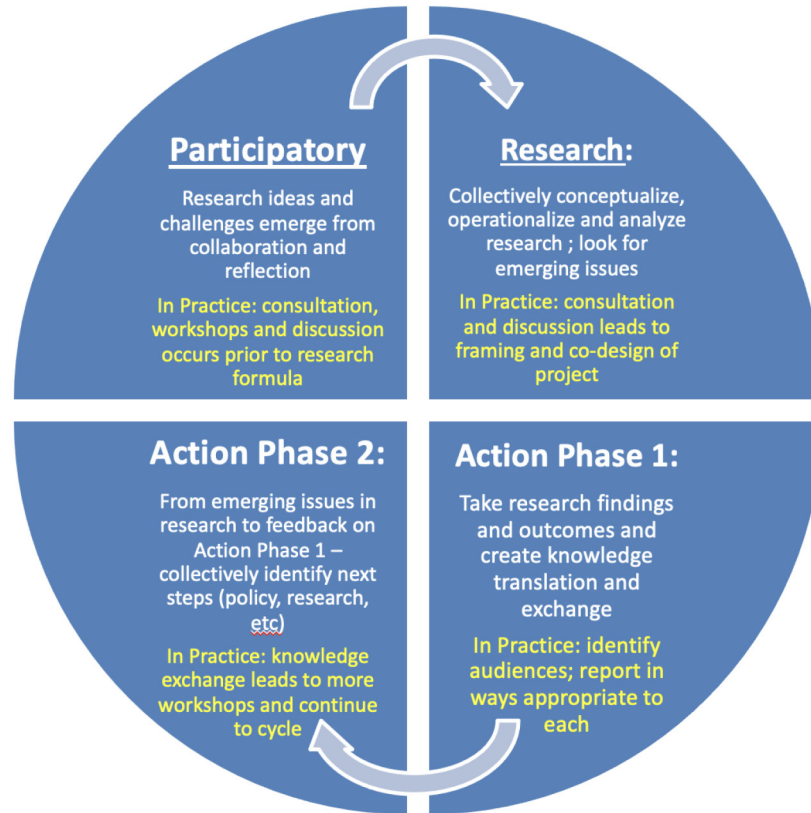 Participatory
Research ideas and
challenges emerge from
collaboration and
reflection
In Practice: consultation,
workshops and discussion
occurs prior to research
formula
Research:
Collectively conceptualize,
operationalize and analyze
research ; look for
emerging issues
In Practice: consultation
and discussion leads to
framing and co-design of
project
Action Phase 1:
Take research findings
and outcomes and
create knowledge
translation and
exchange
In Practice: identify
audiences; report in
ways appropriate to
each
Action Phase 2:
From emerging issues in
research to feedback on
Action Phase 1 –
collectively identify next
steps (policy, research,
etc)
In Practice: knowledge
exchange leads to more
workshops and continue
to cycle